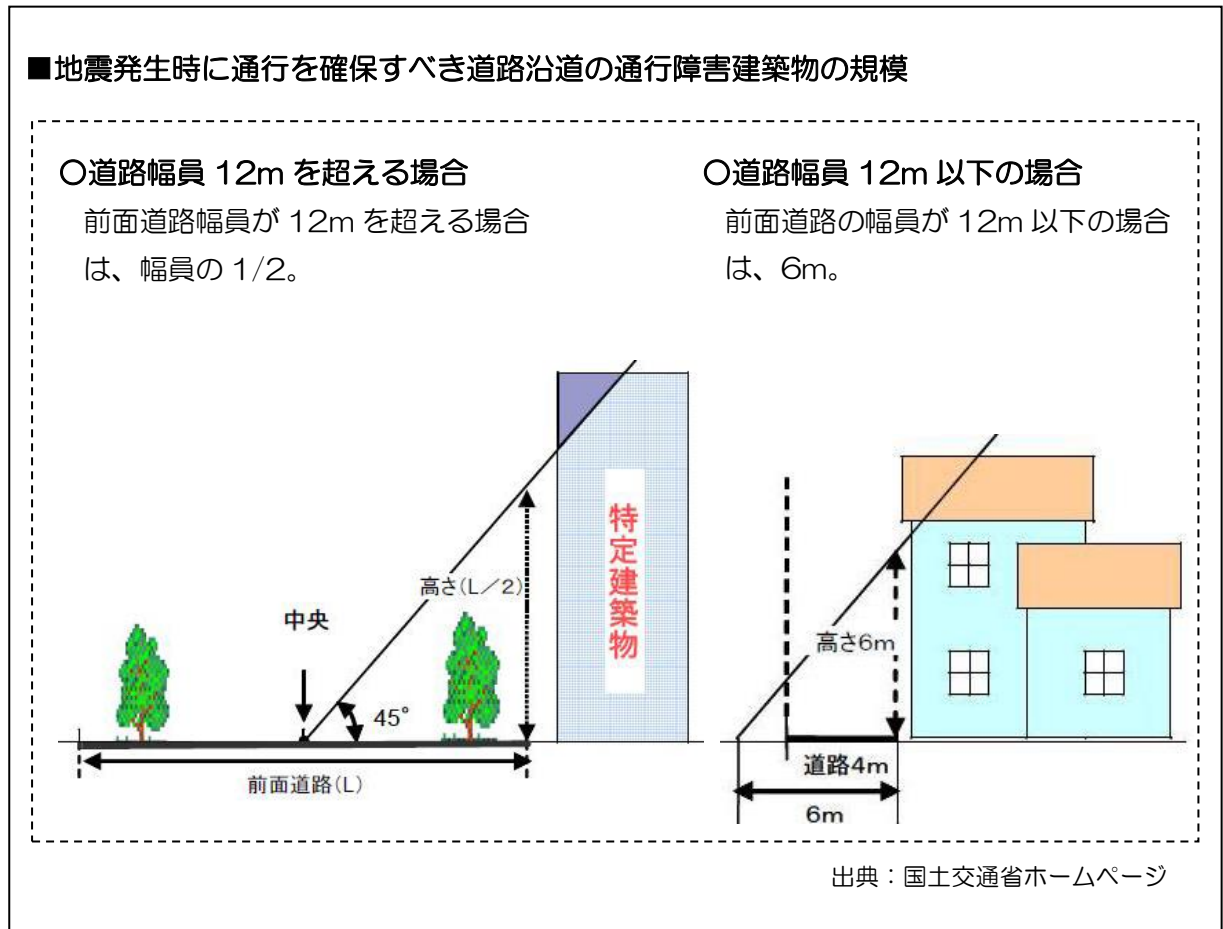 ■地震発生時に通行を確保すべき道路沿道の通行障害建築物の規模
○道路幅員 12m を超える場合
前面道路幅員が 12m を超える場合
は、幅員の 1/2。
○道路幅員 12m 以下の場合
前面道路の幅員が 12m 以下の場合
は、6m。
特定建築物
高さ(L/2)
中央
45°
前面道路(L)
高さ6m
道路4m
6m
出典：国土交通省ホームページ